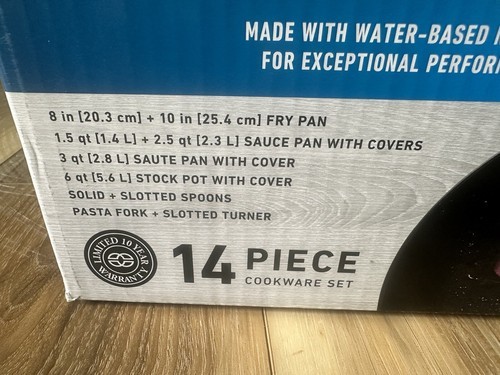 MADE WITH WATER-BASED
FOR EXCEPTIONAL
8 in [20.3 cm] + 10 in [25.4 cm] FRY PAN
1.5 qt [1.4 L] + 2.5 qt [2.3 L] SAUCE PAN WITH COVERS
3 qt [2.8 L] SAUTE PAN WITH COVER
6 qt [5.6 L] STOCK POT WITH COVER
SOLID + SLOTTED SPOONS
PASTA FORK + SLOTTED TURNER
LIMITED 10 YEAR
WARRANTY
14 PIECE
COOKWARE SET